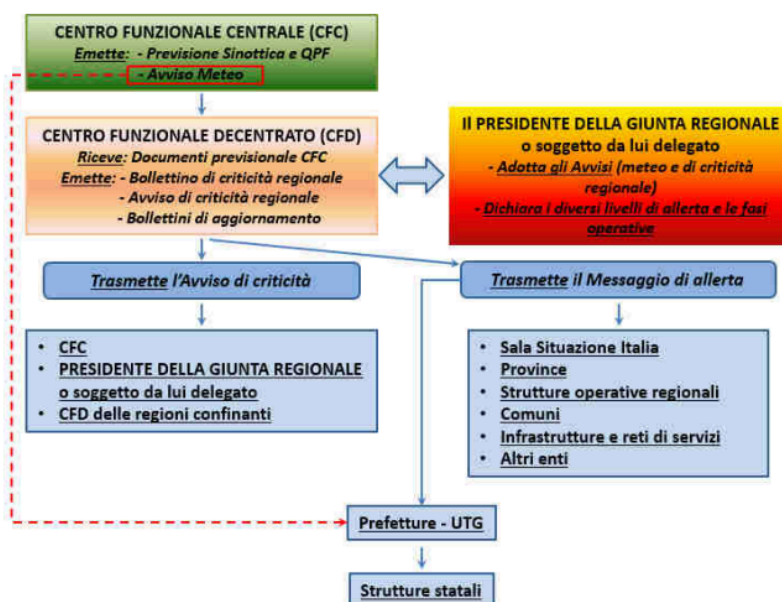 CENTRO FUNZIONALE CENTRALE (CFC)
Emette: - Previsione Sinottica e QPF
- Avviso Meteo
CENTRO FUNZIONALE DECENTRATO (CFD)
Riceve: Documenti previsionale CFC
Emette: - Bollettino di criticità regionale
- Avviso di criticità regionale
- Bollettini di aggiornamento
Il PRESIDENTE DELLA GIUNTA REGIONALE
o soggetto da lui delegato
- Adotta gli Avvisi (meteo e di criticità
regionale)
- Dichiara i diversi livelli di allerta e le fasi
operative
Trasmette l'Avviso di criticità
Trasmette il Messaggio di allerta
• CFC
• PRESIDENTE DELLA GIUNTA REGIONALE
o soggetto da lui delegato
• CFD delle regioni confinanti
• Sala Situazione Italia
• Province
• Strutture operative regionali
• Comuni
• Infrastrutture e reti di servizi
• Altri enti
Prefetture - UTG
Strutture statali